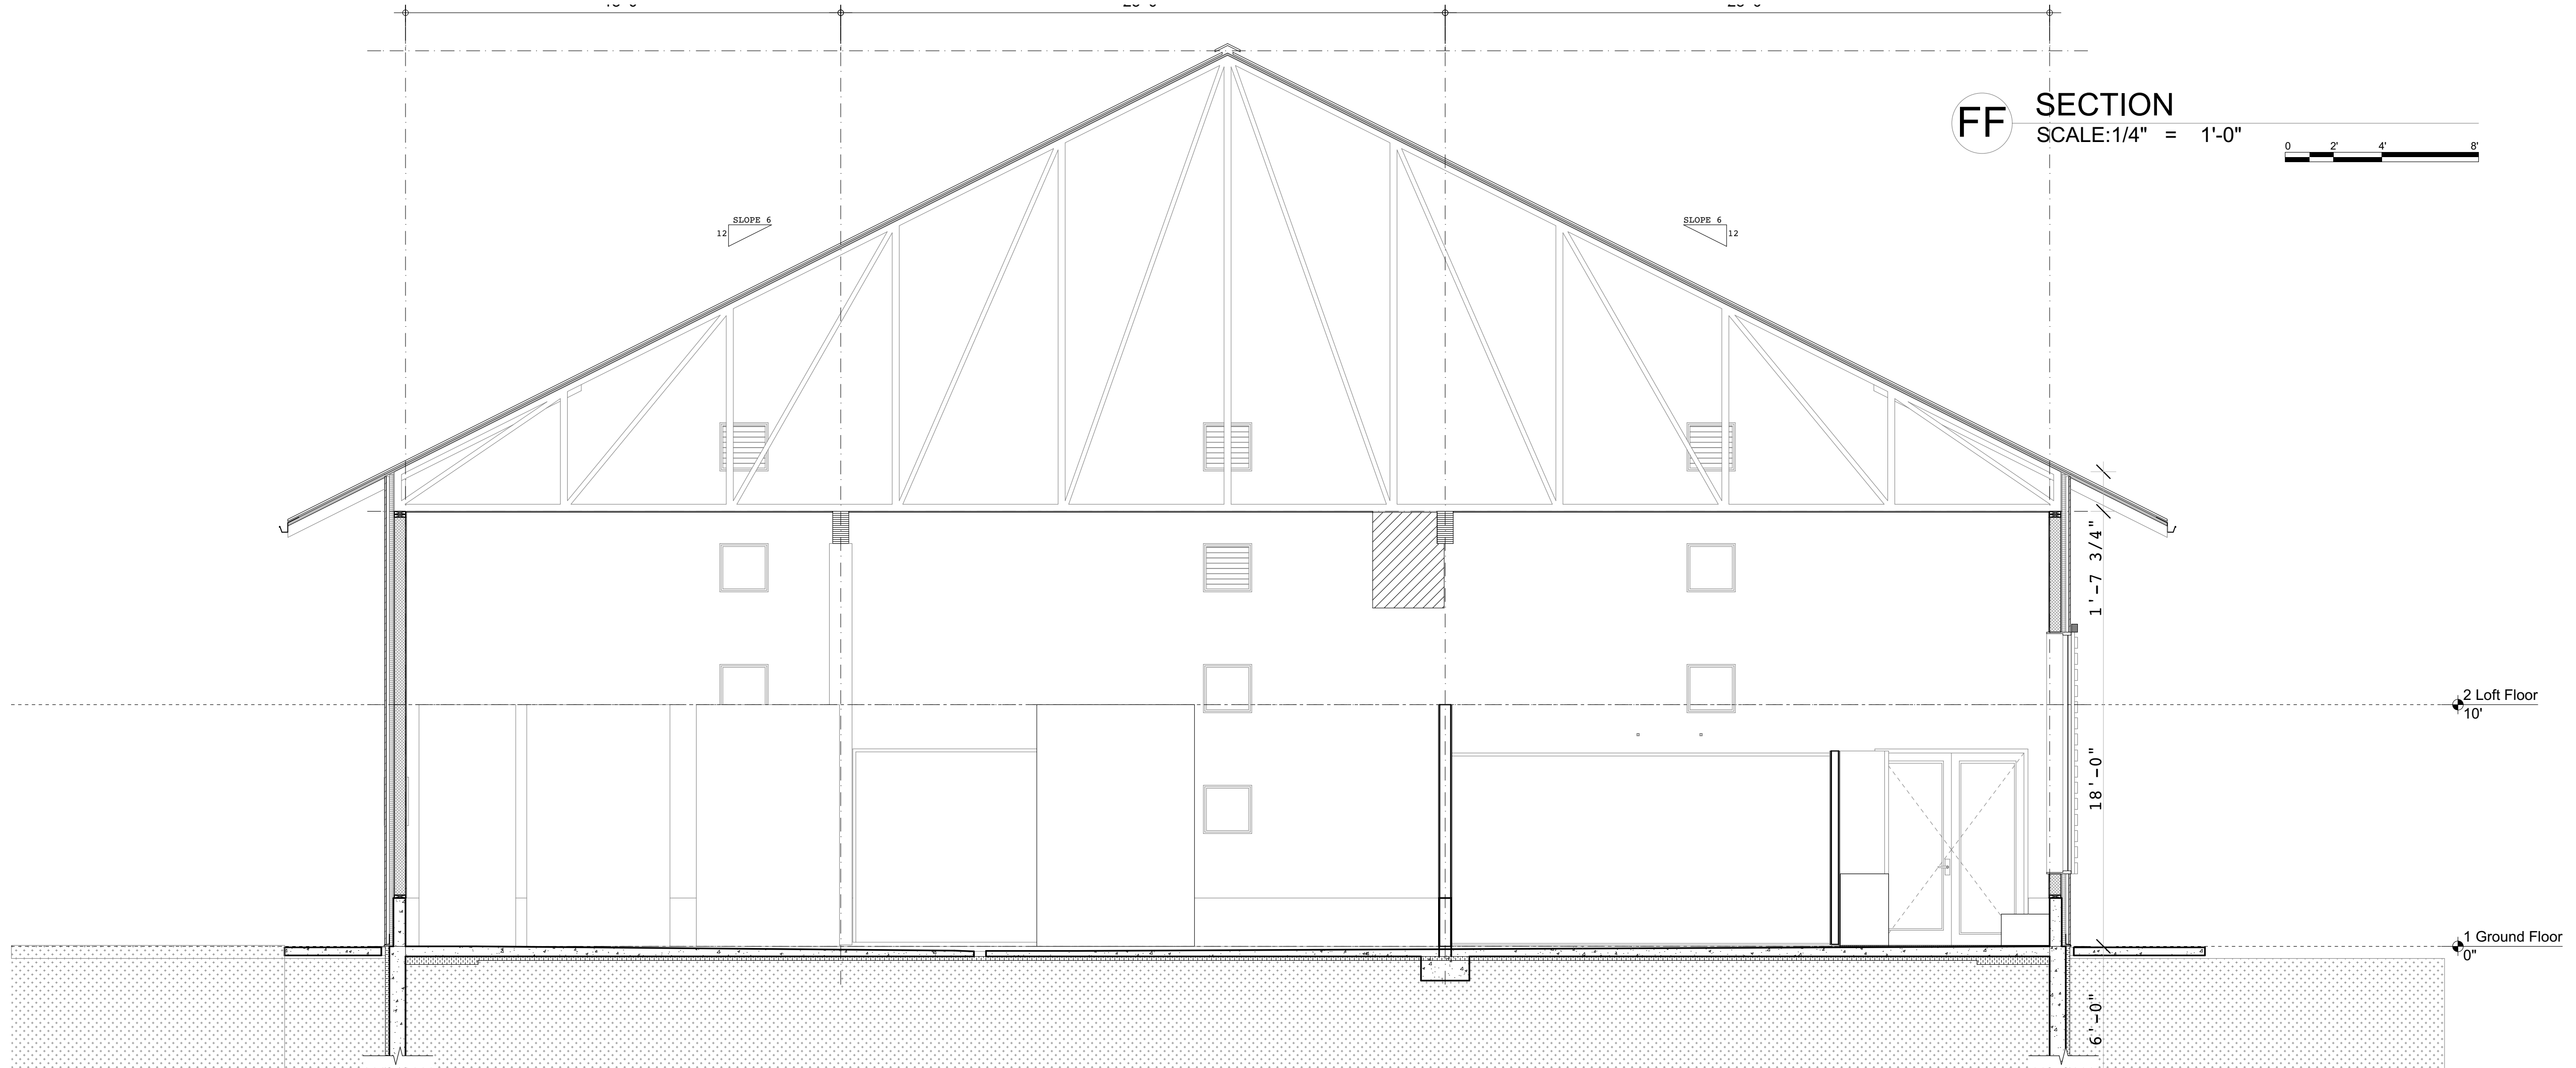 FF
SECTION
SCALE:1/4" = 1'-0"
0 2' 4' 8'
SLOPE 6
12
SLOPE 6
12
1'-7 3/4"
2 Loft Floor
10'
18'-0"
1 Ground Floor
0"
6'-0"